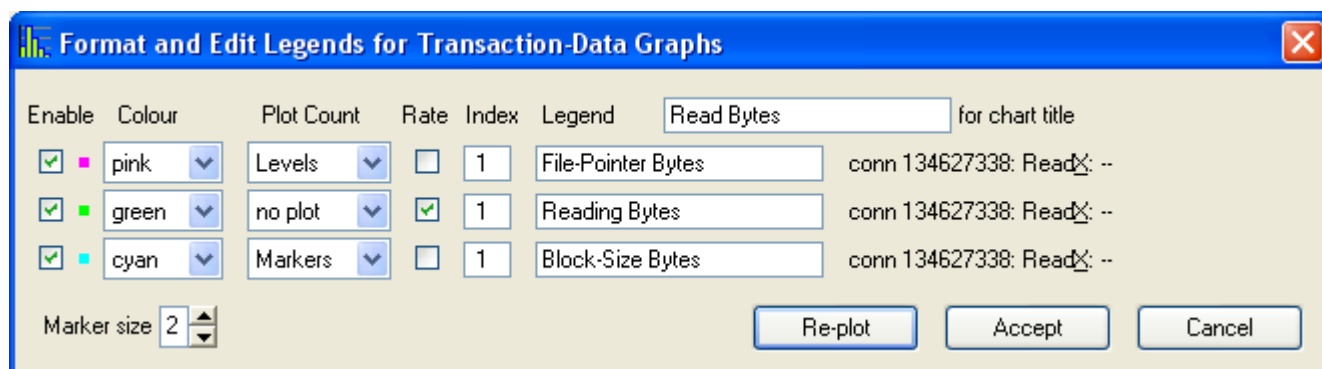 Format and Edit Legends for Transaction-Data Graphs
Enable Colour Plot Count Rate Index Legend Read Bytes for chart title
pink Levels 1 File-Pointer Bytes conn 134627338: ReadX: --
green no plot 1 Reading Bytes conn 134627338: ReadX: --
cyan Markers 1 Block-Size Bytes conn 134627338: ReadX: --
Marker size 2 Re-plot Accept Cancel